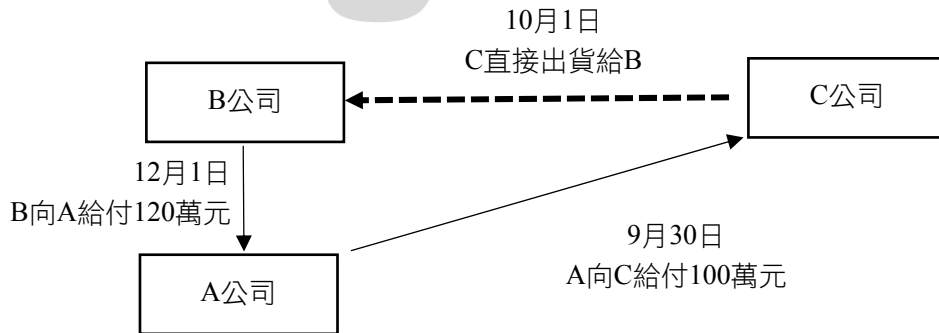 10月1日
C直接出貨給B
B公司
C公司
12月1日
B向A給付120萬元
9月30日
A向C給付100萬元
A公司